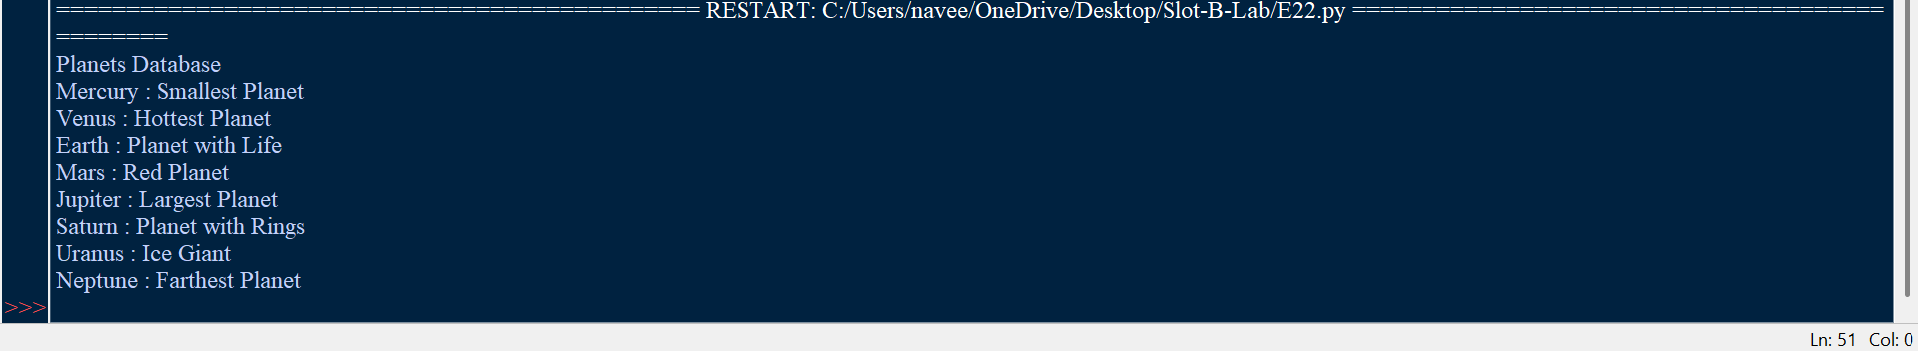 ============================================== RESTART: C:/Users/navee/OneDrive/Desktop/Slot-B-Lab/E22.py ======================================
========
Planets Database
Mercury : Smallest Planet
Venus : Hottest Planet
Earth : Planet with Life
Mars : Red Planet
Jupiter : Largest Planet
Saturn : Planet with Rings
Uranus : Ice Giant
Neptune : Farthest Planet
>>>
Ln: 51 Col: 0